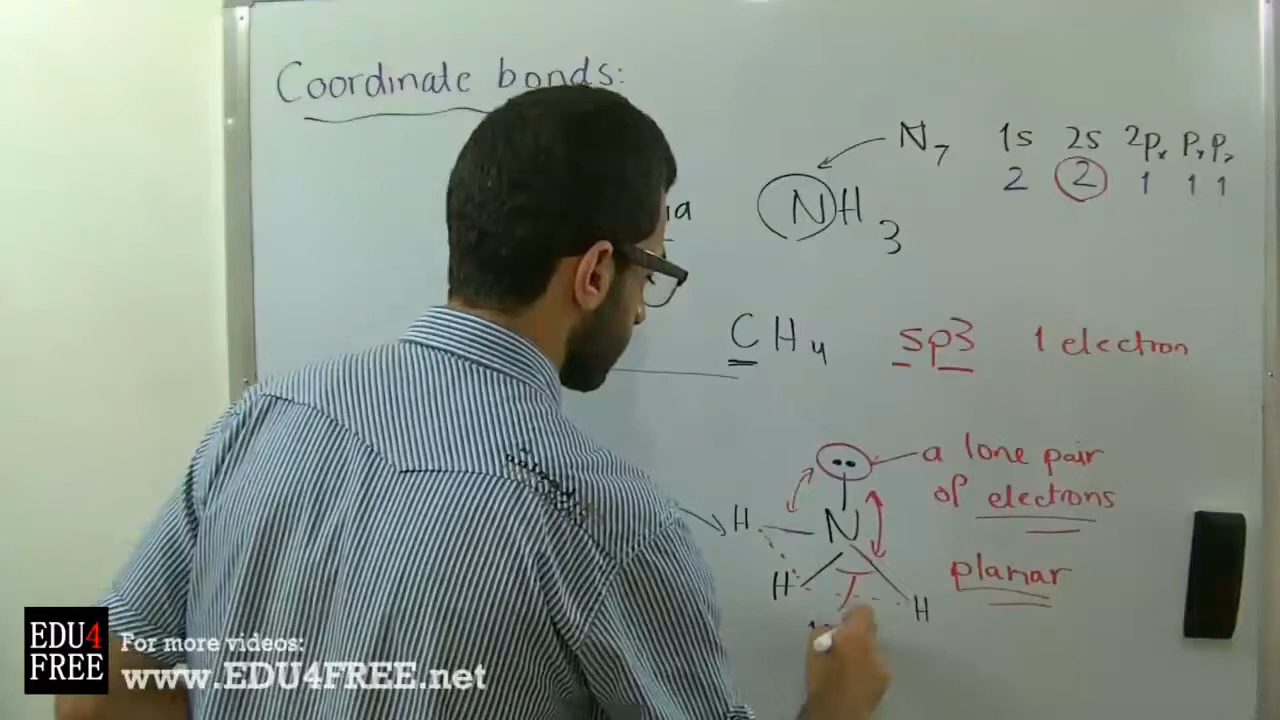 Coordinate bonds:
N7 1s 2s 2Px Py Pz
2 2 1 1 1
NH3
CH4 sp3 1 electron
a lone pair
of electrons
H N
planar
H H
EDU4
FREE
For more videos:
www.EDU4FREE.net